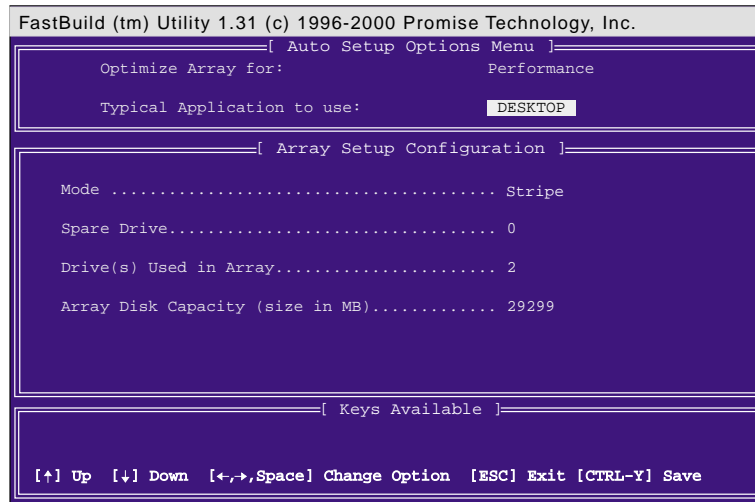 FastBuild (tm) Utility 1.31 (c) 1996-2000 Promise Technology, Inc.
[ Auto Setup Options Menu ]
Optimize Array for: Performance
Typical Application to use: DESKTOP
[ Array Setup Configuration ]
Mode ........................................ Stripe
Spare Drive.................................. 0
Drive(s) Used in Array....................... 2
Array Disk Capacity (size in MB)............. 29299
[ Keys Available ]
[↑] Up [↓] Down [←,→,Space] Change Option [ESC] Exit [CTRL-Y] Save